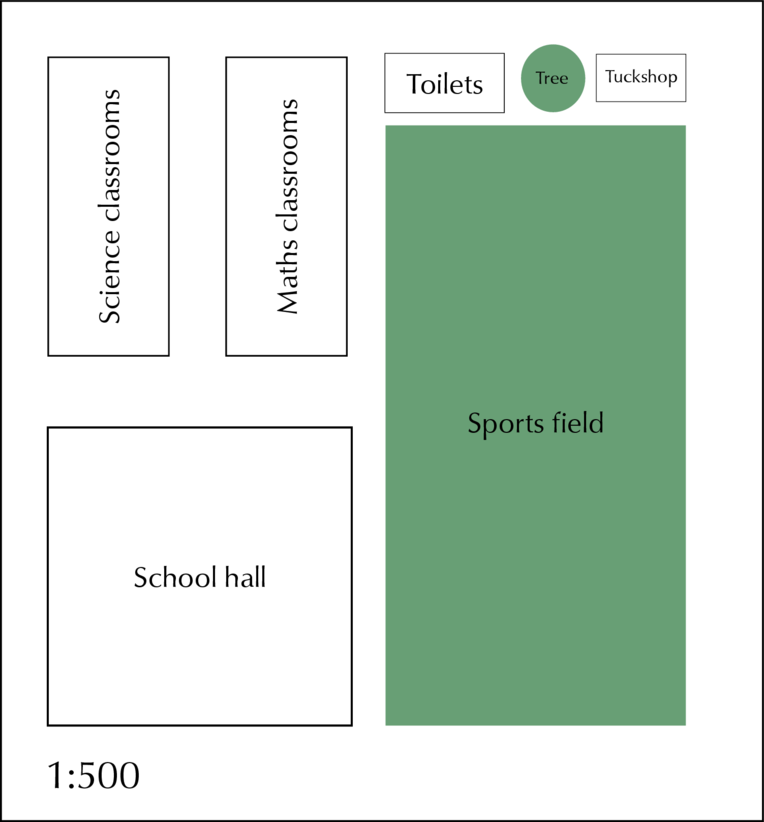 Science classrooms
Maths classrooms
Toilets
Tree
Tuckshop
Sports field
School hall
1:500